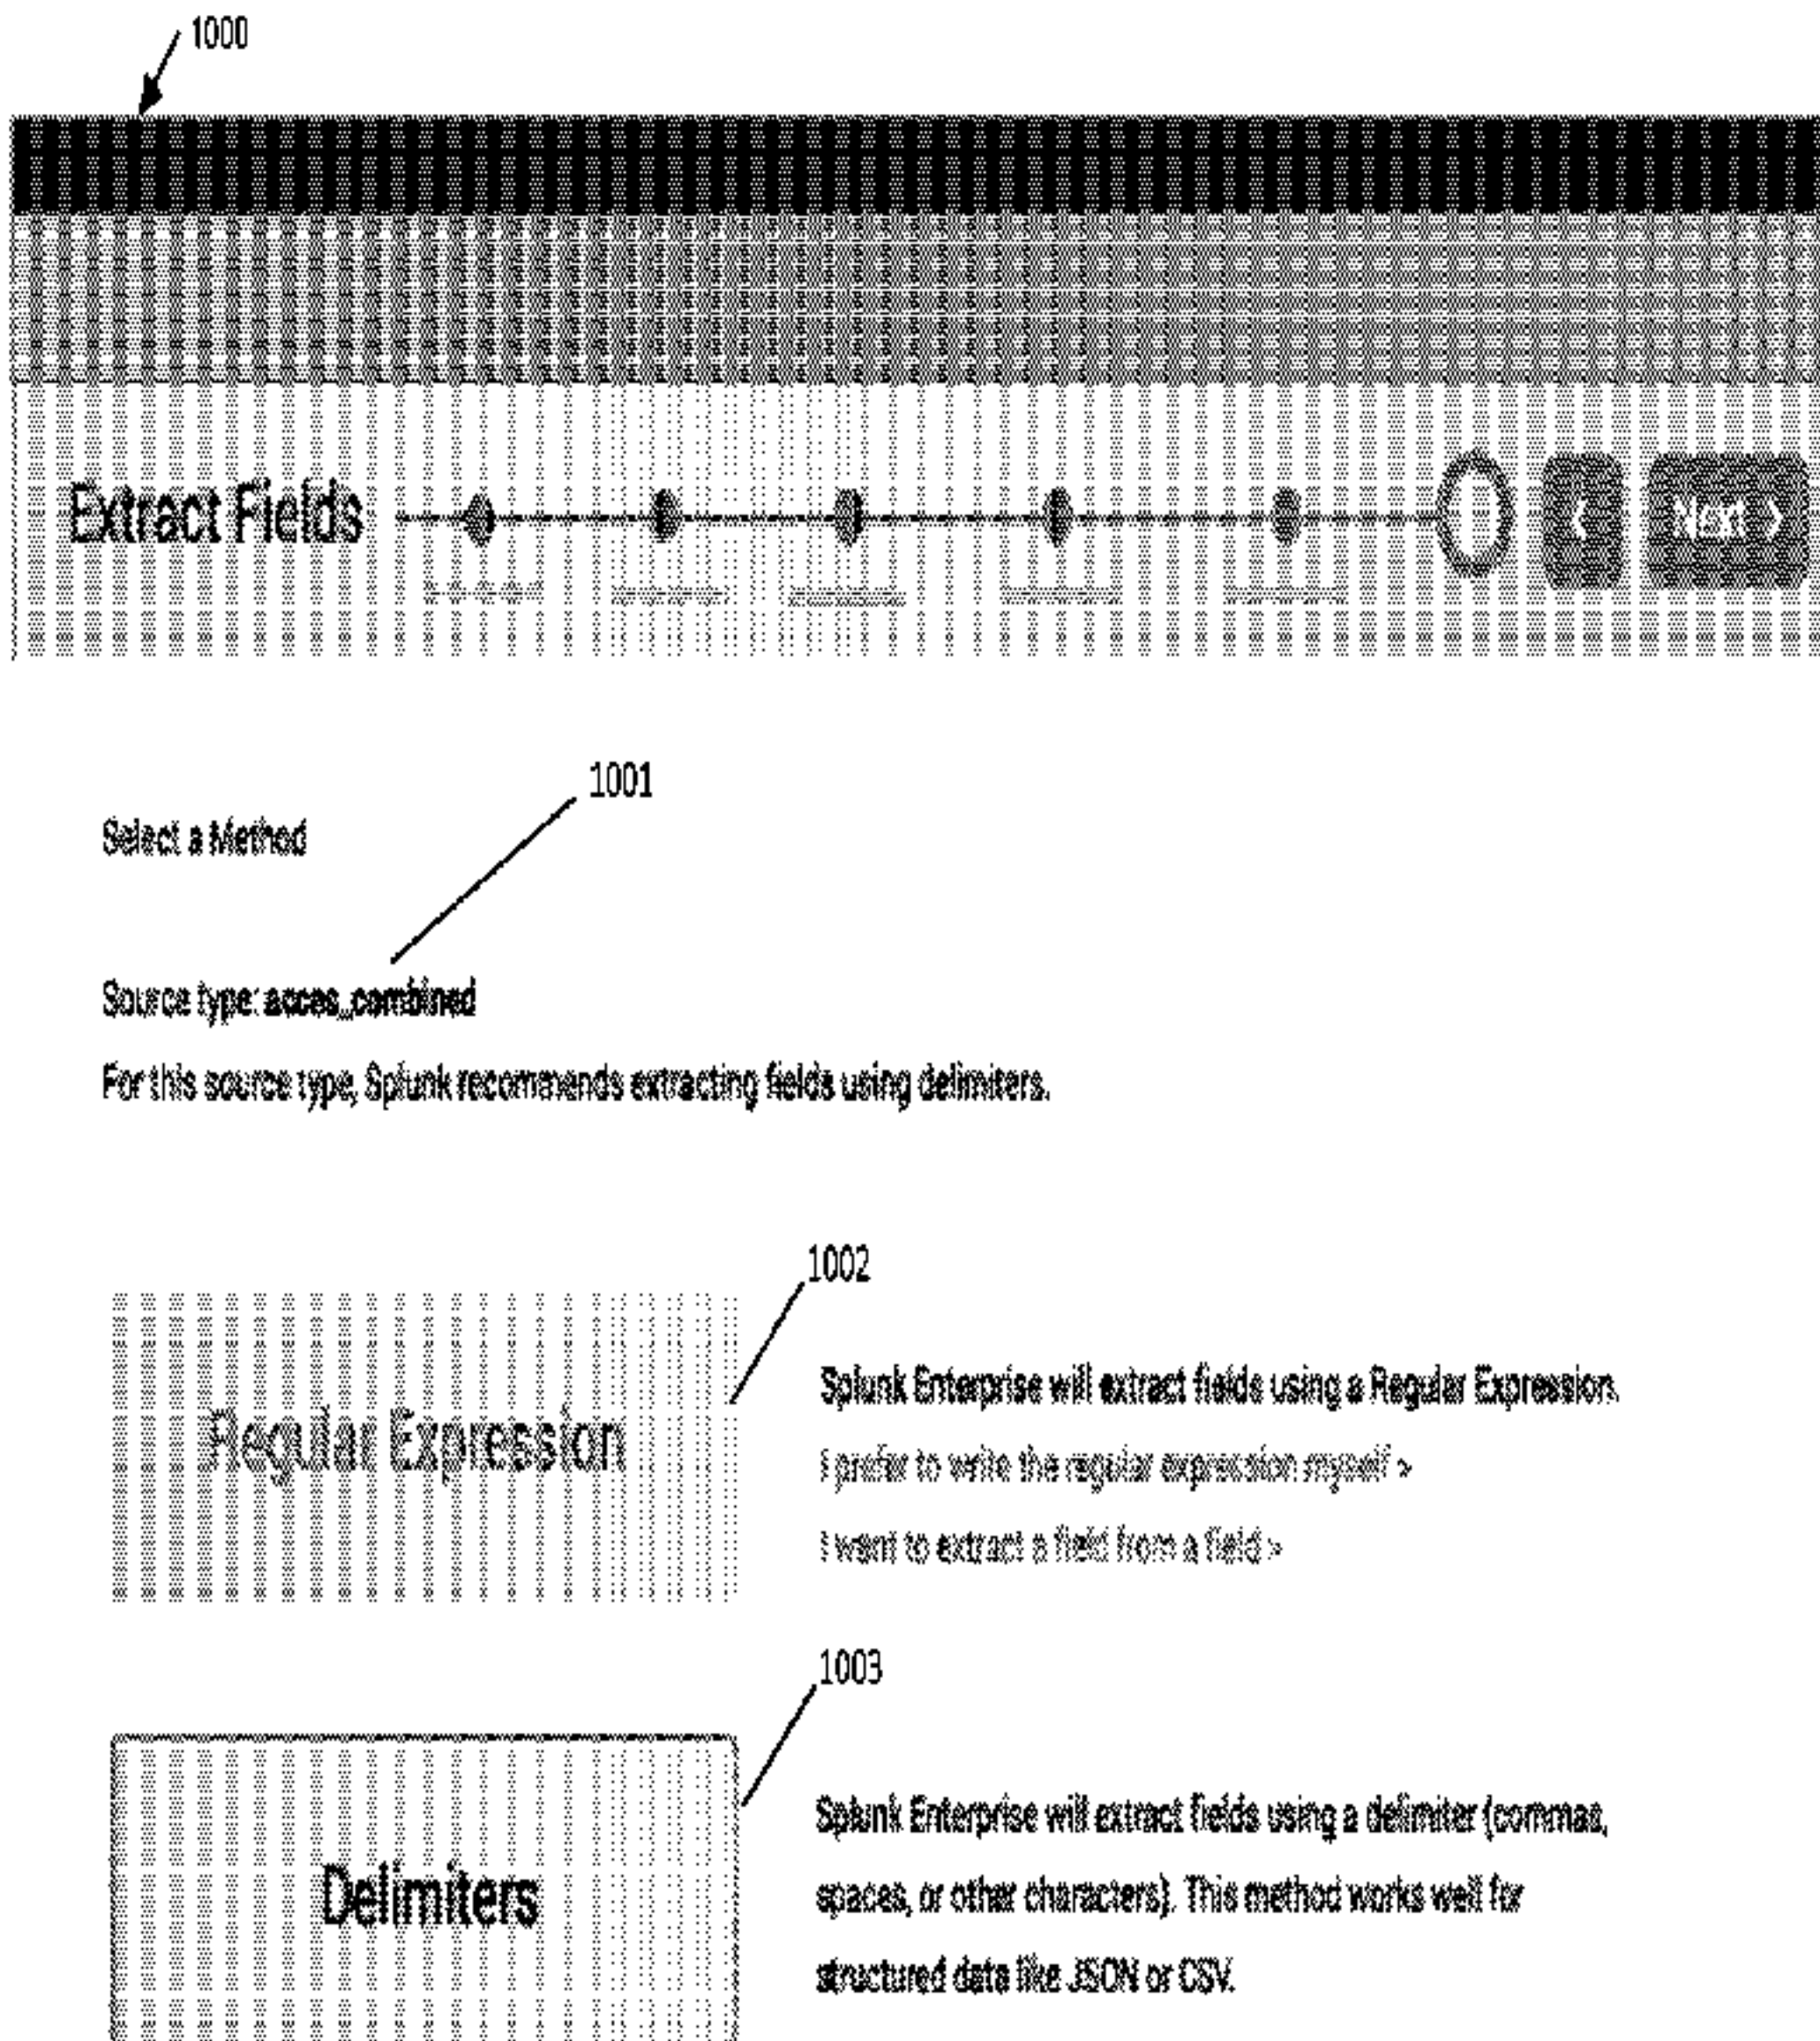 1000
Extract Fields
<
Next >
1001
Select a Method
Source type: acces_combined
For this source type, Splunk recommends extracting fields using delimiters.
1002
Regular Expression
Splunk Enterprise will extract fields using a Regular Expression.
I prefer to write the regular expression myself >
I want to extract a field from a field >
1003
Delimiters
Splunk Enterprise will extract fields using a delimiter (commas,
spaces, or other characters). This method works well for
structured data like JSON or CSV.